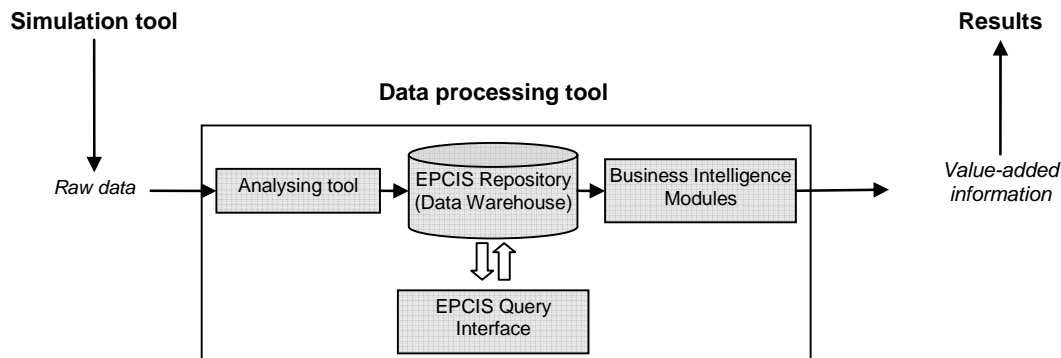 Simulation tool
Results
Data processing tool
Raw data
Analysing tool
EPCIS Repository
(Data Warehouse)
Business Intelligence
Modules
Value-added
information
EPCIS Query
Interface